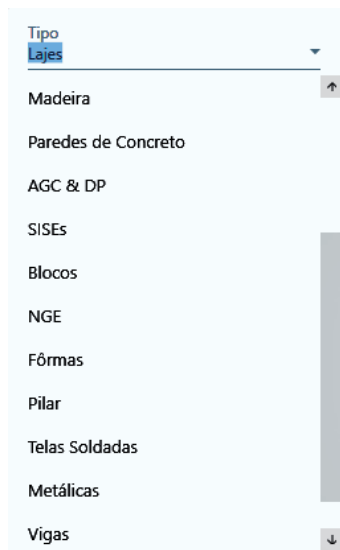 Tipo
Lajes
Madeira
Paredes de Concreto
AGC & DP
SISEs
Blocos
NGE
Fôrmas
Pilar
Telas Soldadas
Metálicas
Vigas